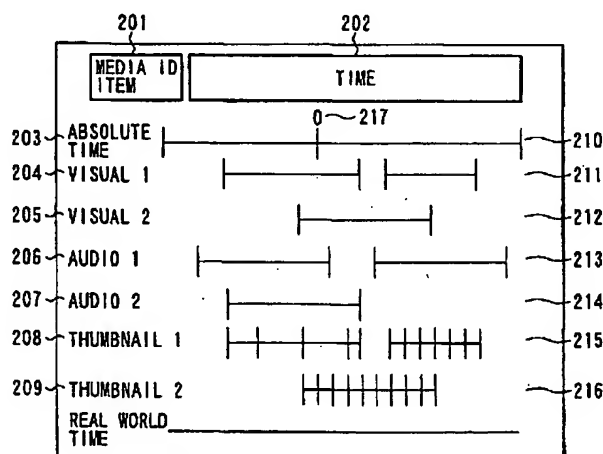 201 202
MEDIA ID
ITEM
TIME
0~217
203~ABSOLUTE
TIME ~210
204~VISUAL 1 ~211
205~VISUAL 2 ~212
206~AUDIO 1 ~213
207~AUDIO 2 ~214
208~THUMBNAIL 1 ~215
209~THUMBNAIL 2 ~216
REAL WORLD
TIME